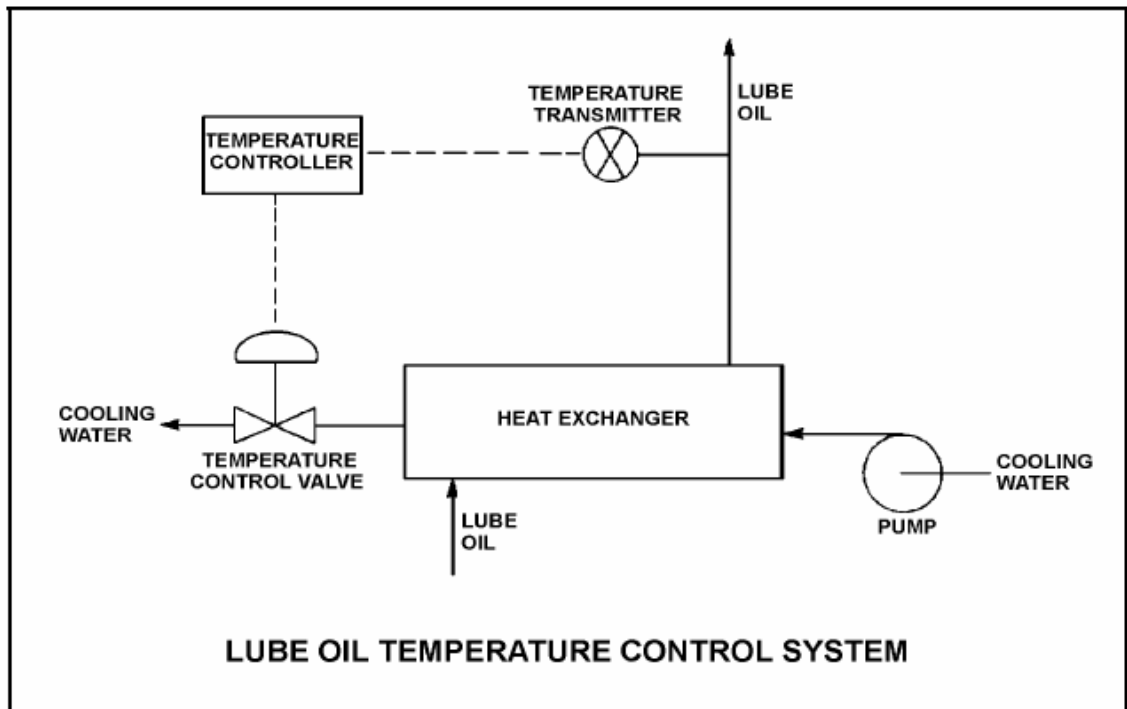 TEMPERATURE
TRANSMITTER
LUBE
OIL
TEMPERATURE
CONTROLLER
COOLING
WATER
TEMPERATURE
CONTROL VALVE
HEAT EXCHANGER
COOLING
WATER
PUMP
LUBE
OIL
LUBE OIL TEMPERATURE CONTROL SYSTEM